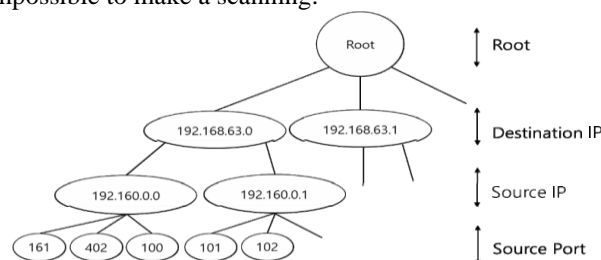 mpossible to make a scanning.
Root Root
192.168.63.0 192.168.63.1 Destination IP
192.160.0.0 192.160.0.1 Source IP
161 402 100 101 102 Source Port